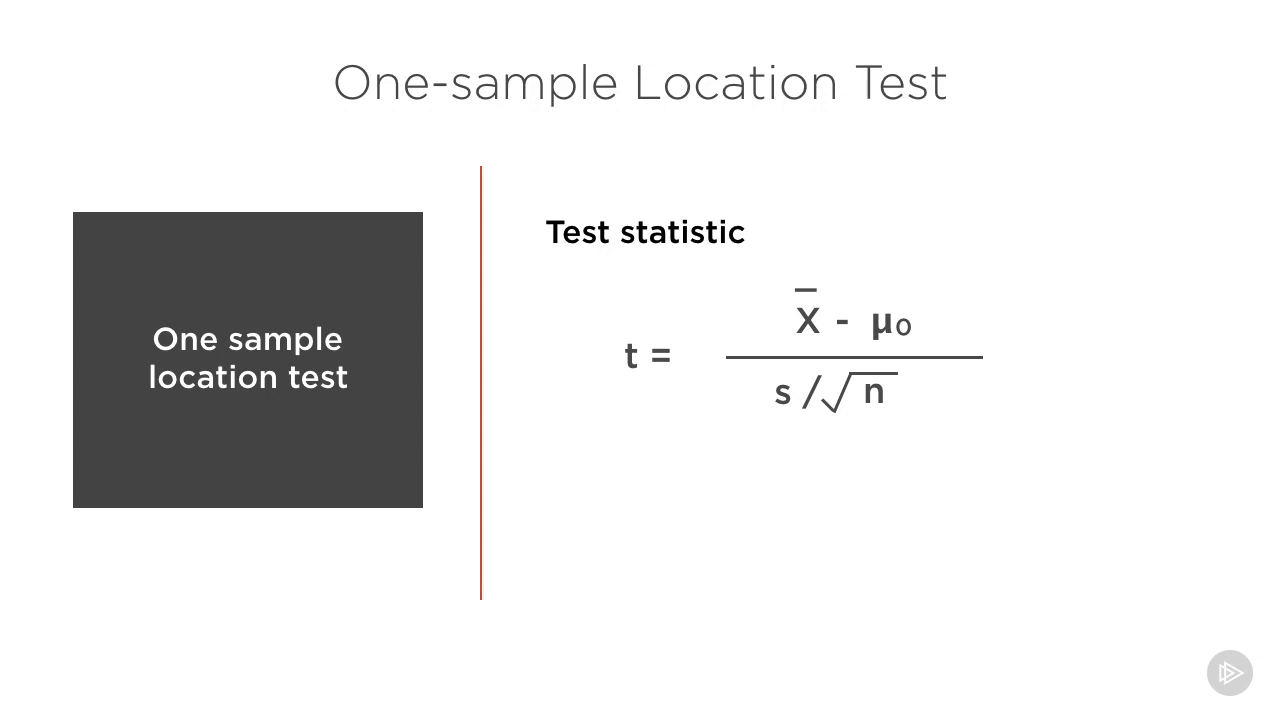 One-sample Location Test
One sample
location test
Test statistic
t =
x̄ - μ₀
s /√n